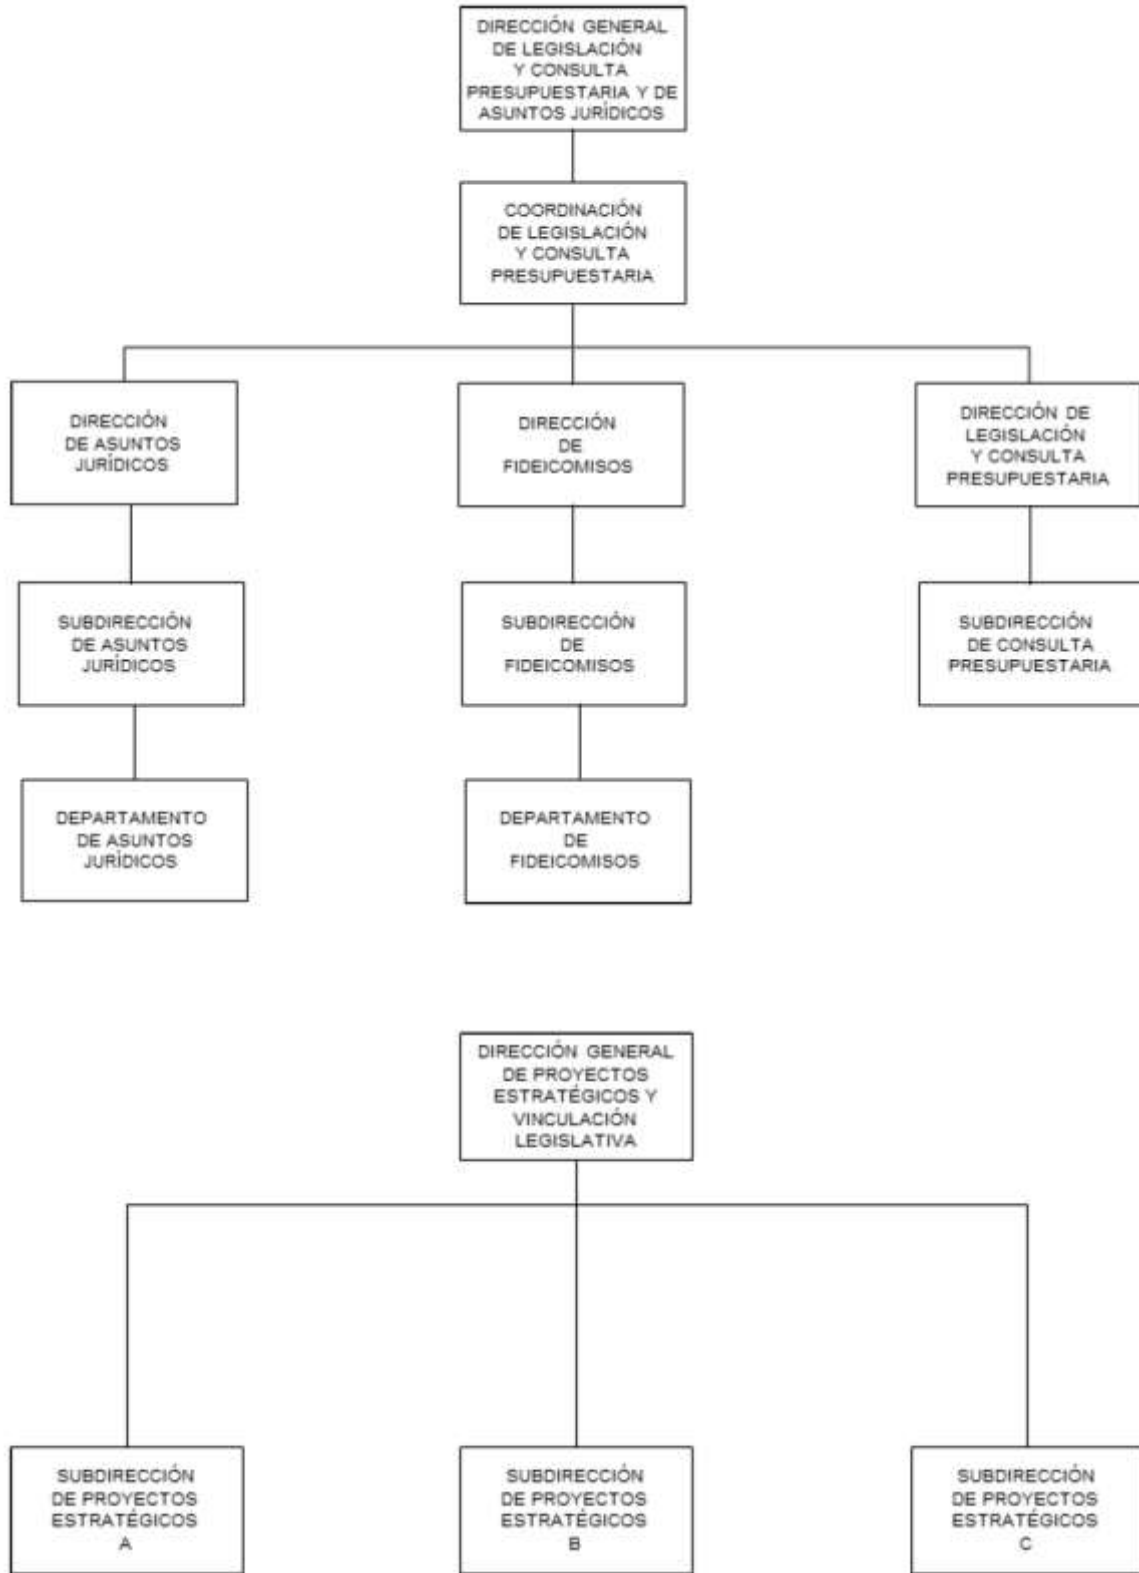 DIRECCIÓN GENERAL
DE LEGISLACIÓN
Y CONSULTA
PRESUPUESTARIA Y DE
ASUNTOS JURÍDICOS
COORDINACIÓN
DE LEGISLACIÓN
Y CONSULTA
PRESUPUESTARIA
DIRECCIÓN
DE ASUNTOS
JURÍDICOS
DIRECCIÓN
DE
FIDEICOMISOS
DIRECCIÓN DE
LEGISLACIÓN
Y CONSULTA
PRESUPUESTARIA
SUBDIRECCIÓN
DE ASUNTOS
JURÍDICOS
SUBDIRECCIÓN
DE
FIDEICOMISOS
SUBDIRECCIÓN
DE CONSULTA
PRESUPUESTARIA
DEPARTAMENTO
DE ASUNTOS
JURÍDICOS
DEPARTAMENTO
DE
FIDEICOMISOS
DIRECCIÓN GENERAL
DE PROYECTOS
ESTRATÉGICOS Y
VINCULACIÓN
LEGISLATIVA
SUBDIRECCIÓN
DE PROYECTOS
ESTRATÉGICOS
A
SUBDIRECCIÓN
DE PROYECTOS
ESTRATÉGICOS
B
SUBDIRECCIÓN
DE PROYECTOS
ESTRATÉGICOS
C